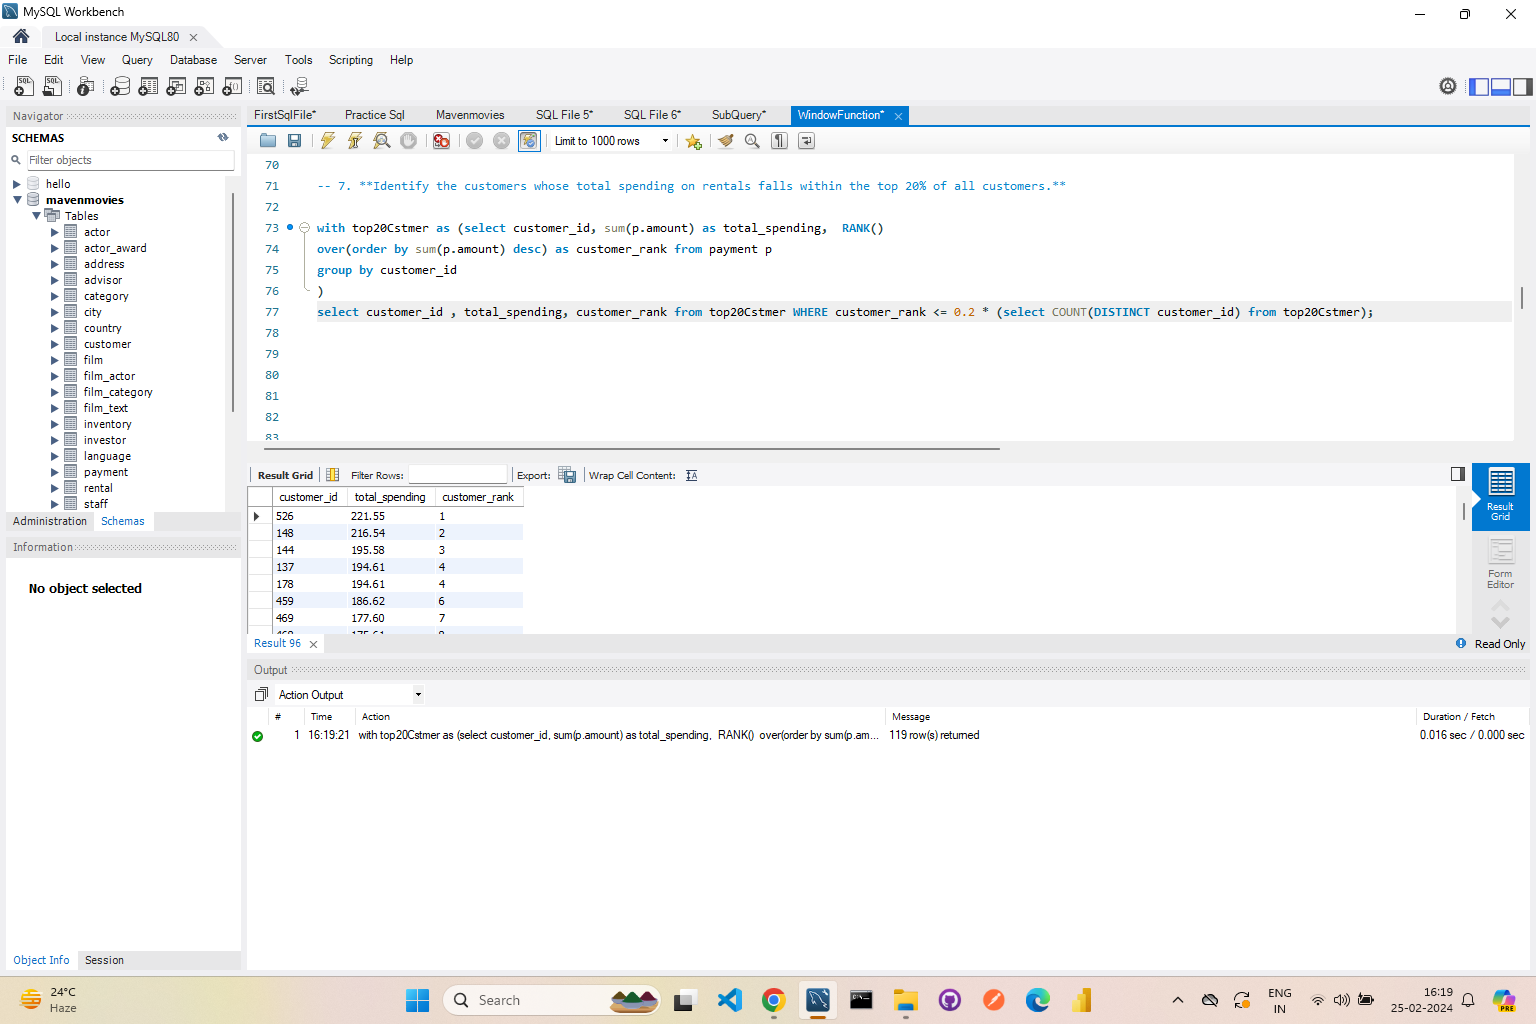 MySQL Workbench
Local instance MySQL80
File Edit View Query Database Server Tools Scripting Help
Navigator
SCHEMAS
Filter objects
hello
mavenmovies
Tables
actor
actor_award
address
advisor
category
city
country
customer
film
film_actor
film_category
film_text
inventory
investor
language
payment
rental
staff
Administration Schemas
Information
No object selected
Object Info Session
FirstSqlFile* Practice Sql Mavenmovies SQL File 5* SQL File 6* SubQuery* WindowFunction*
Limit to 1000 rows
70
71 -- 7. **Identify the customers whose total spending on rentals falls within the top 20% of all customers.**
72
73 with top20Cstmer as (select customer_id, sum(p.amount) as total_spending, RANK()
74 over(order by sum(p.amount) desc) as customer_rank from payment p
75 group by customer_id
76 )
77 select customer_id , total_spending, customer_rank from top20Cstmer WHERE customer_rank <= 0.2 * (select COUNT(DISTINCT customer_id) from top20Cstmer);
78
79
80
81
82
83
Result Grid Filter Rows: Export: Wrap Cell Content:
customer_id total_spending customer_rank
526 221.55 1
148 216.54 2
144 195.58 3
137 194.61 4
178 194.61 4
459 186.62 6
469 177.60 7
Result Grid
Form Editor
Result 96
Read Only
Output
Action Output
# Time Action Message Duration / Fetch
1 16:19:21 with top20Cstmer as (select customer_id, sum(p.amount) as total_spending, RANK() over(order by sum(p.am... 119 row(s) returned 0.016 sec / 0.000 sec
24°C
Haze
Search
ENG
IN
16:19
25-02-2024
PRE